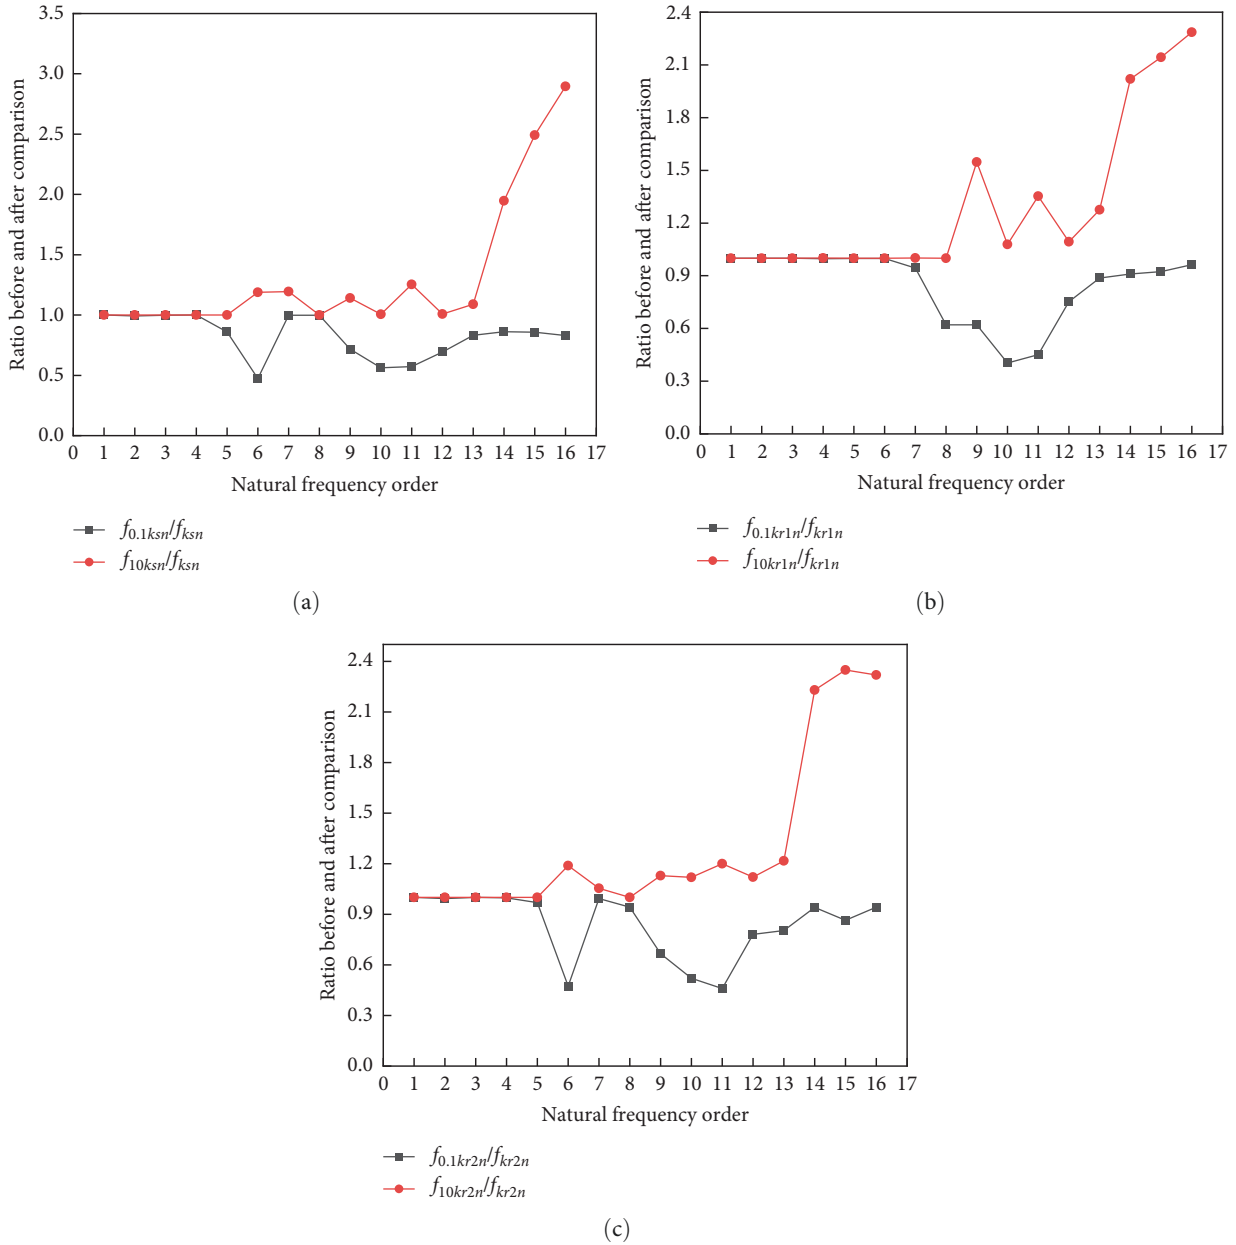 Ratio before and after comparison
3.5
3.0
2.5
2.0
1.5
1.0
0.5
0.0
0 1 2 3 4 5 6 7 8 9 10 11 12 13 14 15 16 17
Natural frequency order
f0.1ksn/fksn
f10ksn/fksn
(a)
Ratio before and after comparison
2.4
2.1
1.8
1.5
1.2
0.9
0.6
0.3
0.0
0 1 2 3 4 5 6 7 8 9 10 11 12 13 14 15 16 17
Natural frequency order
f0.1kr1n/fkr1n
f10kr1n/fkr1n
(b)
Ratio before and after comparison
2.4
2.1
1.8
1.5
1.2
0.9
0.6
0.3
0.0
0 1 2 3 4 5 6 7 8 9 10 11 12 13 14 15 16 17
Natural frequency order
f0.1kr2n/fkr2n
f10kr2n/fkr2n
(c)